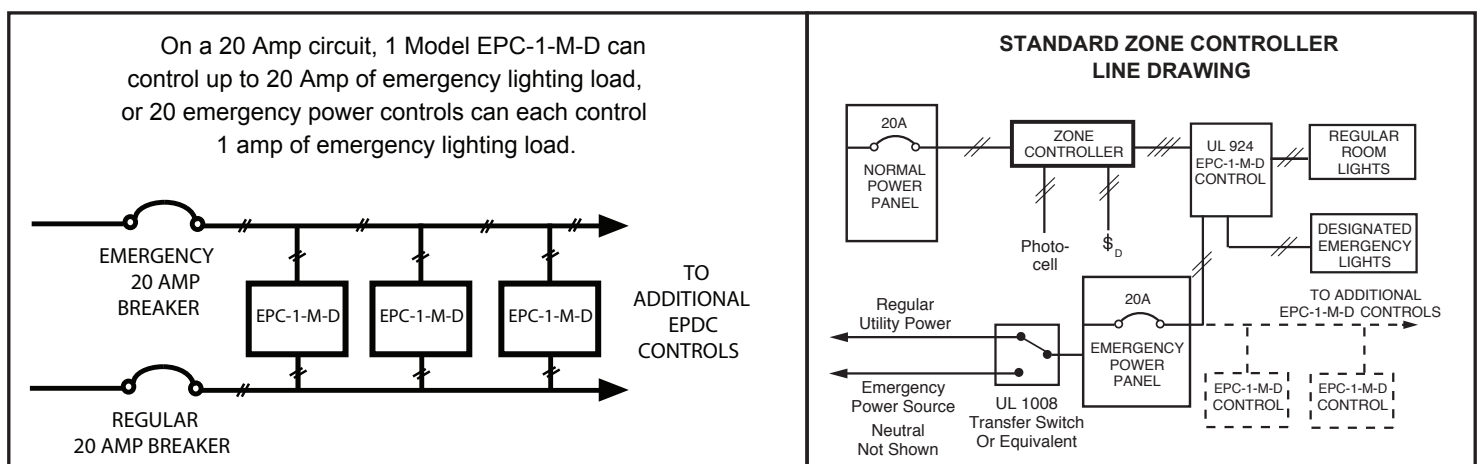 On a 20 Amp circuit, 1 Model EPC-1-M-D can
control up to 20 Amp of emergency lighting load,
or 20 emergency power controls can each control
1 amp of emergency lighting load.
EMERGENCY
20 AMP
BREAKER
EPC-1-M-D
EPC-1-M-D
EPC-1-M-D
TO
ADDITIONAL
EPDC
CONTROLS
REGULAR
20 AMP BREAKER
STANDARD ZONE CONTROLLER
LINE DRAWING
20A
NORMAL
POWER
PANEL
ZONE
CONTROLLER
Photo-
cell
$D
UL 924
EPC-1-M-D
CONTROL
REGULAR
ROOM
LIGHTS
DESIGNATED
EMERGENCY
LIGHTS
Regular
Utility Power
Emergency
Power Source
Neutral
Not Shown
UL 1008
Transfer Switch
Or Equivalent
20A
EMERGENCY
POWER
PANEL
TO ADDITIONAL
EPC-1-M-D CONTROLS
EPC-1-M-D
CONTROL
EPC-1-M-D
CONTROL